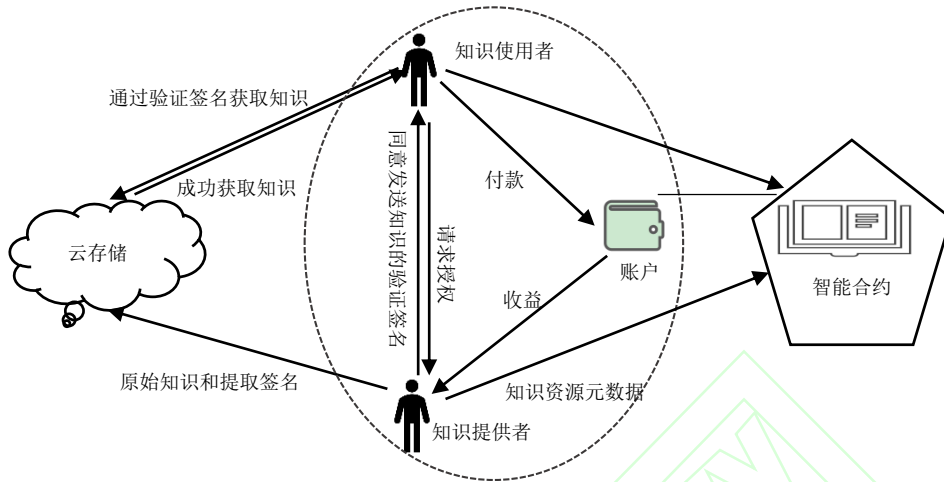 知识使用者
通过验证签名获取知识
成功获取知识
付款
同意发送知识的验证签名
请求授权
云存储
账户
智能合约
收益
原始知识和提取签名
知识资源元数据
知识提供者